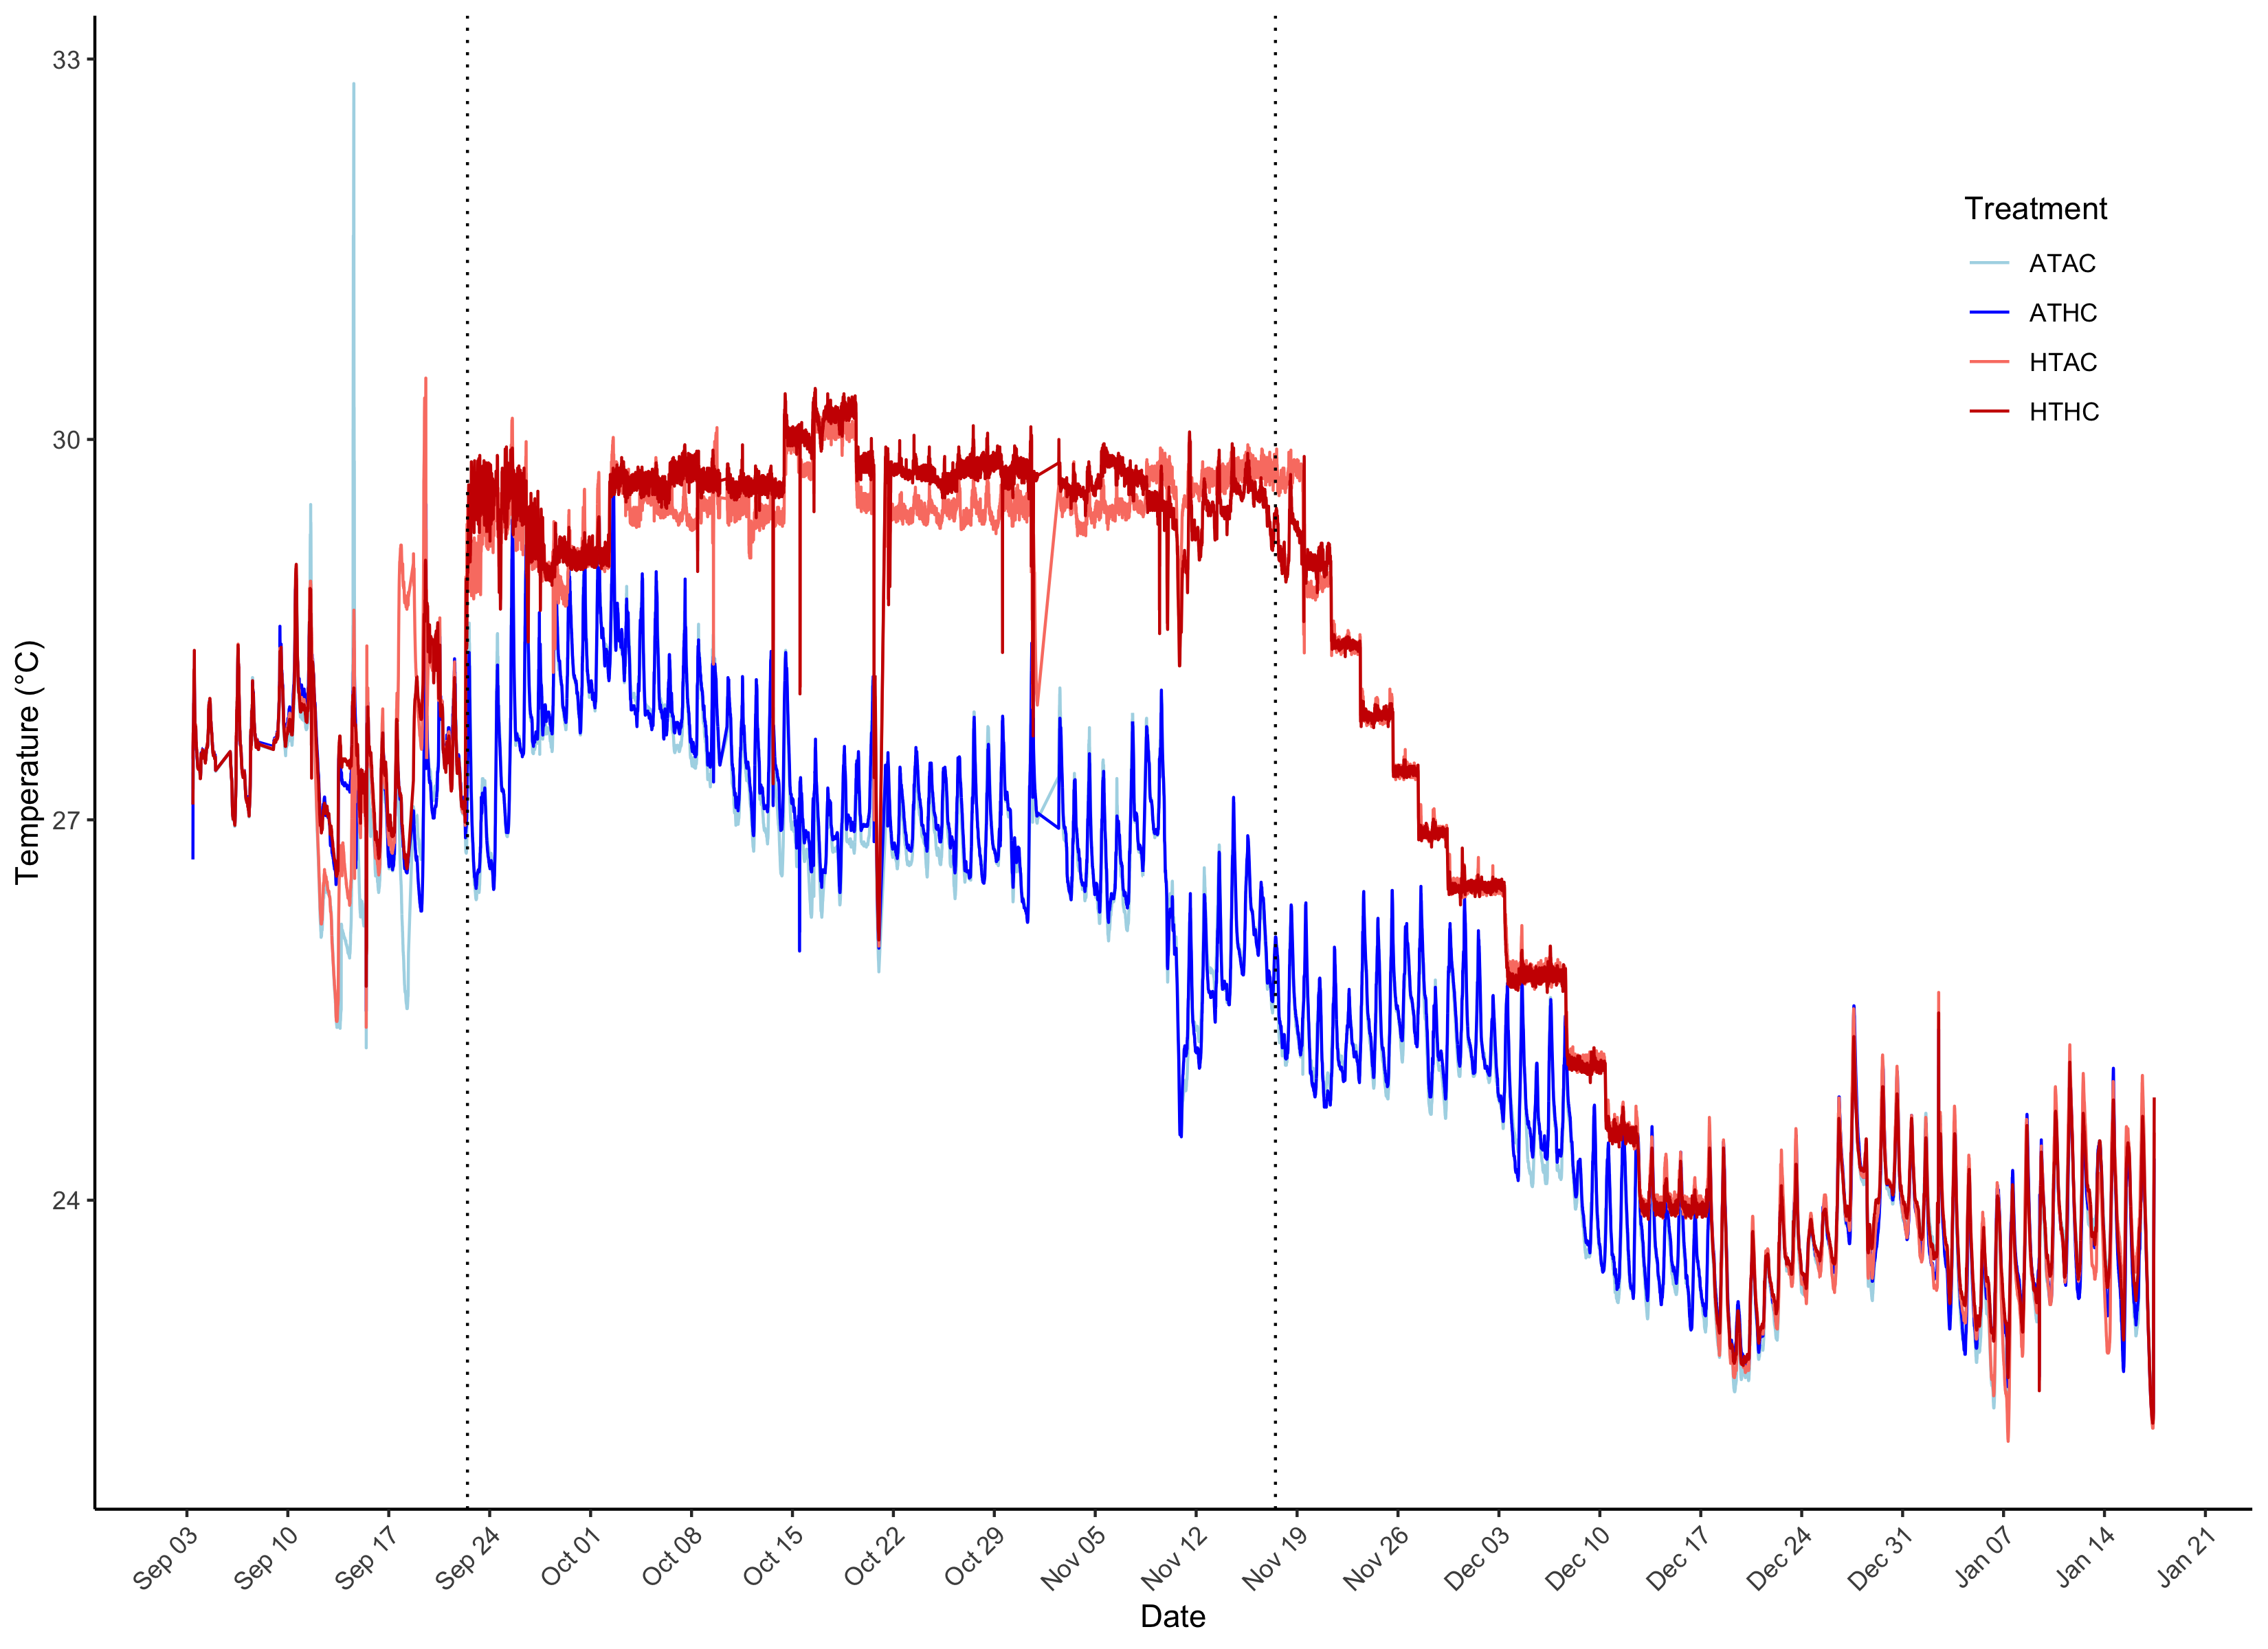 Temperature (°C)
33
30
27
24
Treatment
ATAC
ATHC
HTAC
HTHC
Sep 03
Sep 10
Sep 17
Sep 24
Oct 01
Oct 08
Oct 15
Oct 22
Oct 29
Nov 05
Nov 12
Nov 19
Nov 26
Dec 03
Dec 10
Dec 17
Dec 24
Dec 31
Jan 07
Jan 14
Jan 21
Date